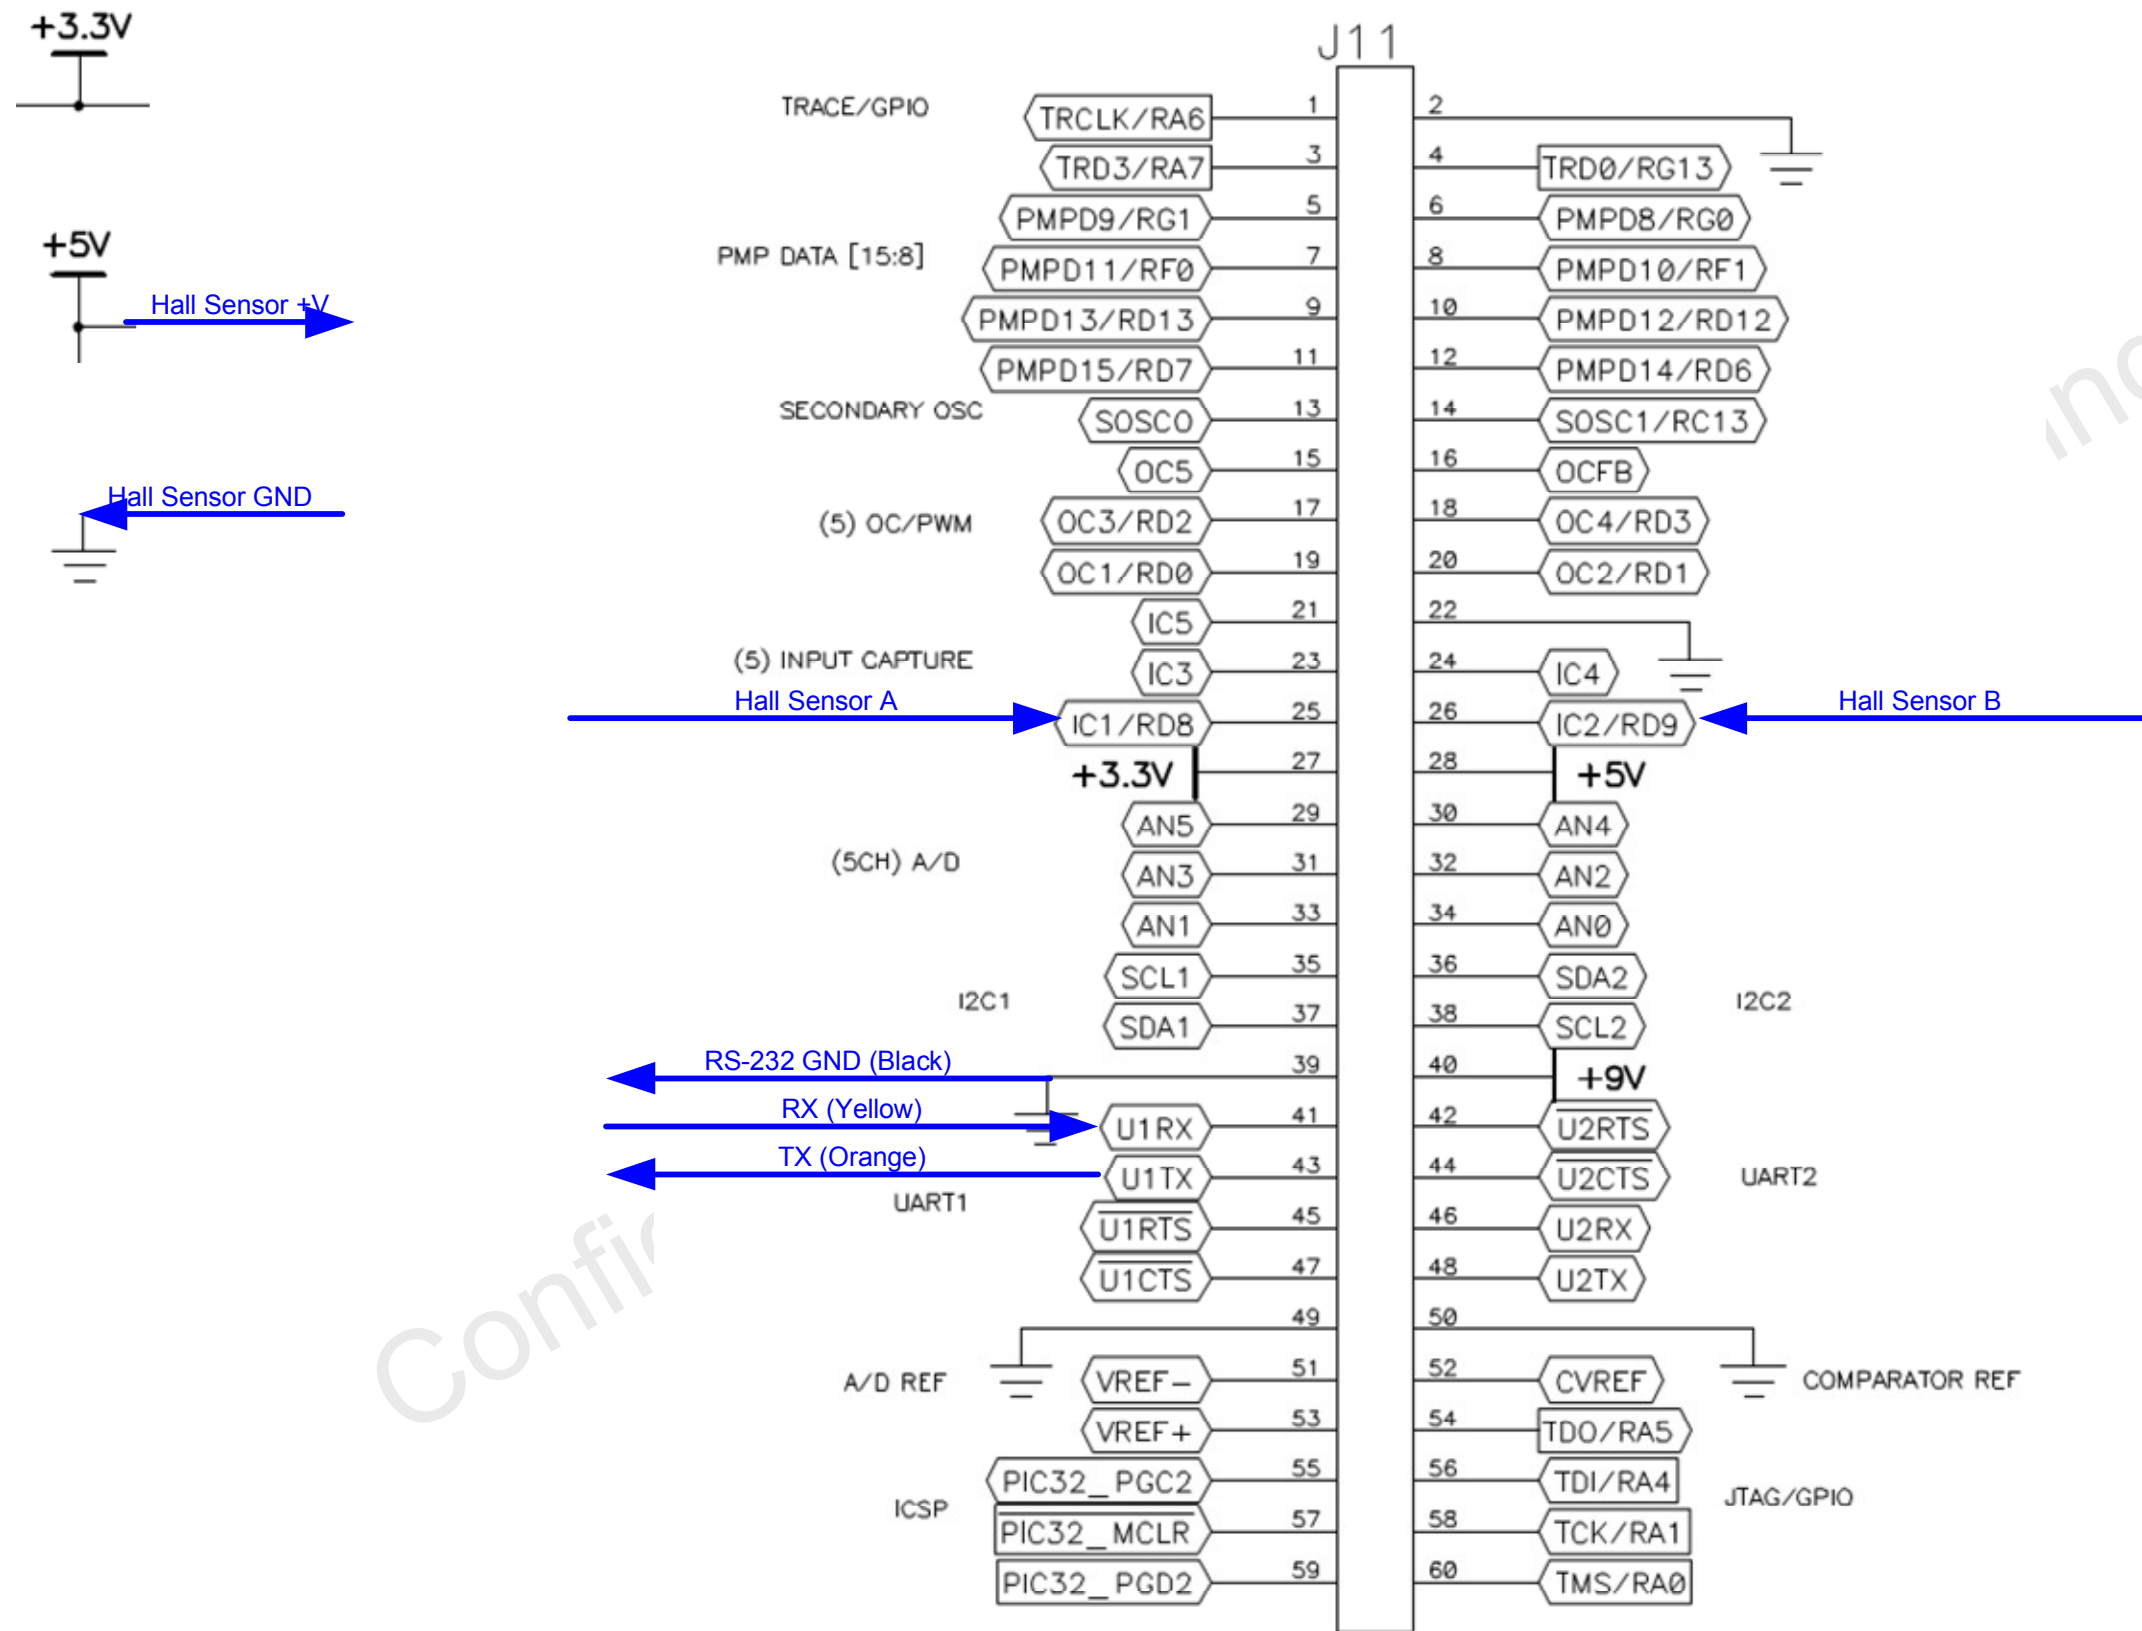 +3.3V
+5V
Hall Sensor +V
Hall Sensor GND
J11
TRACE/GPIO TRCLK/RA6 1 2
TRD3/RA7 3 4 TRD0/RG13
PMPD9/RG1 5 6 PMPD8/RG0
PMP DATA [15:8]
PMPD11/RF0 7 8 PMPD10/RF1
PMPD13/RD13 9 10 PMPD12/RD12
PMPD15/RD7 11 12 PMPD14/RD6
SECONDARY OSC SOSCO 13 14 SOSC1/RC13
OC5 15 16 OCFB
(5) OC/PWM OC3/RD2 17 18 OC4/RD3
OC1/RD0 19 20 OC2/RD1
IC5 21 22
(5) INPUT CAPTURE IC3 23 24 IC4
Hall Sensor A IC1/RD8 25 26 IC2/RD9 Hall Sensor B
+3.3V 27 28 +5V
AN5 29 30 AN4
(5CH) A/D AN3 31 32 AN2
AN1 33 34 AN0
SCL1 35 36 SDA2
I2C1 I2C2
SDA1 37 38 SCL2
RS-232 GND (Black) 39 40 +9V
RX (Yellow) U1RX 41 42 U2RTS
TX (Orange) U1TX 43 44 U2CTS UART2
UART1
U1RTS 45 46 U2RX
U1CTS 47 48 U2TX
49 50
A/D REF VREF- 51 52 CVREF COMPARATOR REF
VREF+ 53 54 TDO/RA5
PIC32_PGC2 55 56 TDI/RA4
ICSP JTAG/GPIO
PIC32_MCLR 57 58 TCK/RA1
PIC32_PGD2 59 60 TMS/RA0